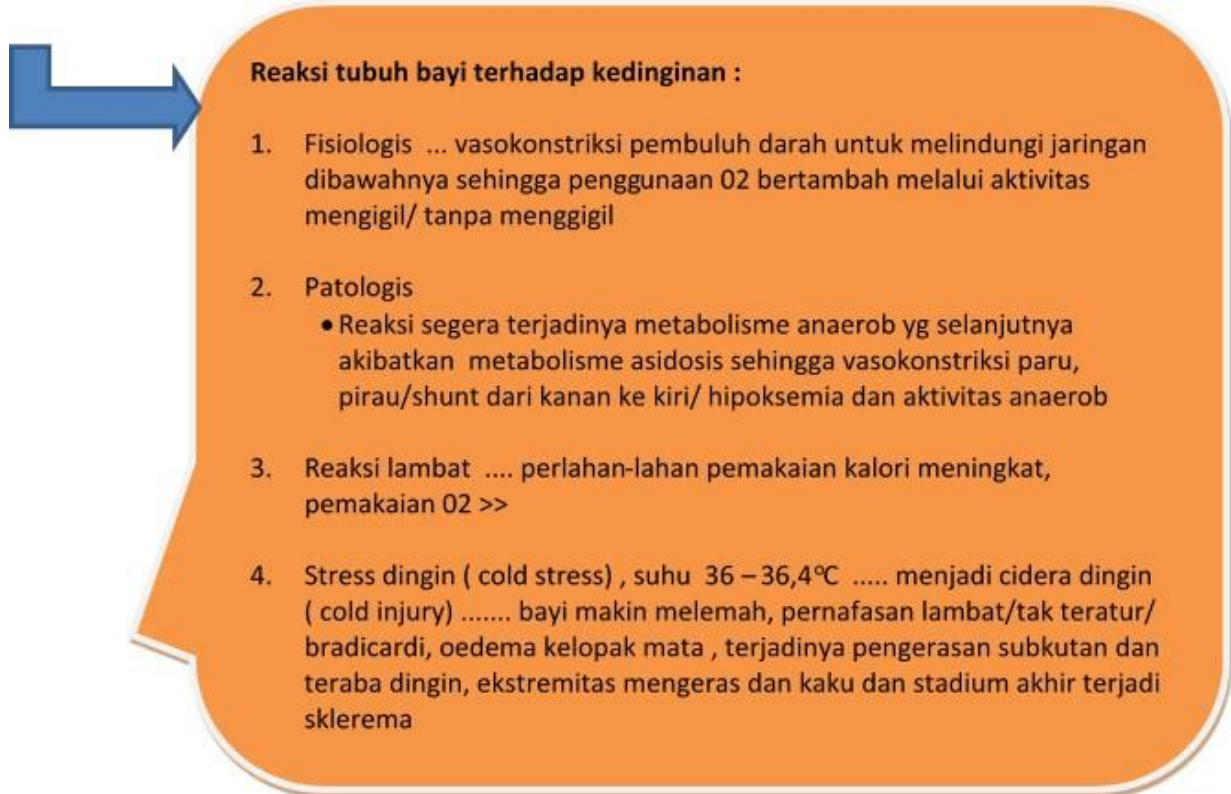 Reaksi tubuh bayi terhadap kedinginan :
1. Fisiologis ... vasokonstriksi pembuluh darah untuk melindungi jaringan
dibawahnya sehingga penggunaan 02 bertambah melalui aktivitas
mengigil/ tanpa menggigil
2. Patologis
• Reaksi segera terjadinya metabolisme anaerob yg selanjutnya
akibatkan metabolisme asidosis sehingga vasokonstriksi paru,
pirau/shunt dari kanan ke kiri/ hipoksemia dan aktivitas anaerob
3. Reaksi lambat .... perlahan-lahan pemakaian kalori meningkat,
pemakaian 02 >>
4. Stress dingin ( cold stress) , suhu 36 – 36,4°C ..... menjadi cidera dingin
( cold injury) ....... bayi makin melemah, pernafasan lambat/tak teratur/
bradicardi, oedema kelopak mata , terjadinya pengerasan subkutan dan
teraba dingin, ekstremitas mengeras dan kaku dan stadium akhir terjadi
sklerema